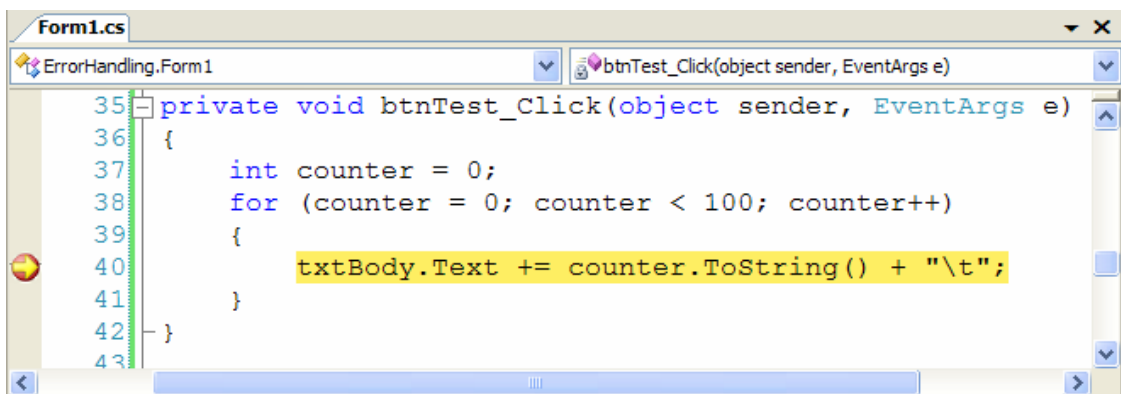 Form1.cs
ErrorHandling.Form1 btnTest_Click(object sender, EventArgs e)
35 private void btnTest_Click(object sender, EventArgs e)
36 {
37 int counter = 0;
38 for (counter = 0; counter < 100; counter++)
39 {
40 txtBody.Text += counter.ToString() + "\t";
41 }
42 }
43